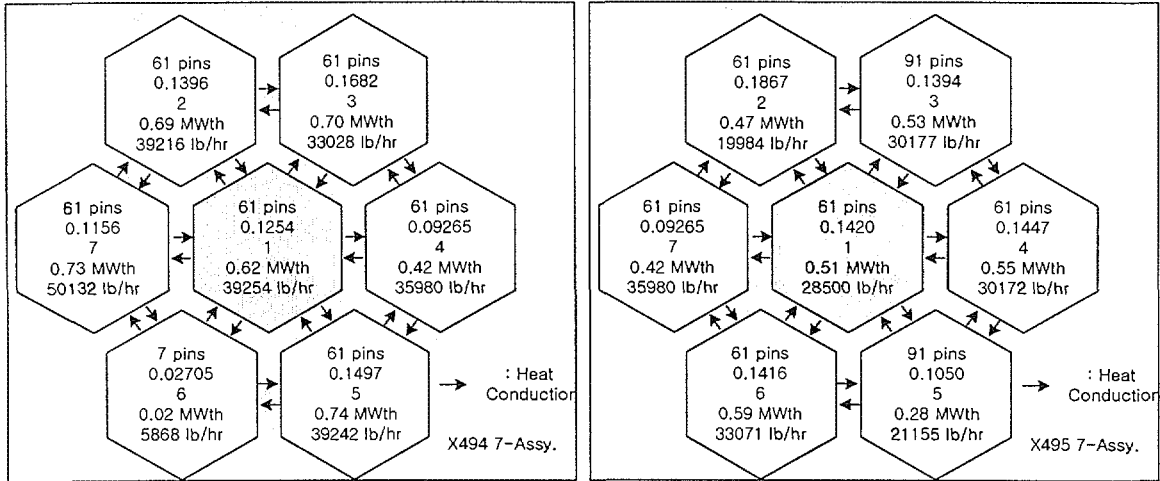 61 pins
0.1396
2
0.69 MWth
39216 lb/hr
61 pins
0.1682
3
0.70 MWth
33028 lb/hr
61 pins
0.1156
7
0.73 MWth
50132 lb/hr
61 pins
0.1254
1
0.62 MWth
39254 lb/hr
61 pins
0.09265
4
0.42 MWth
35980 lb/hr
7 pins
0.02705
6
0.02 MWth
5868 lb/hr
61 pins
0.1497
5
0.74 MWth
39242 lb/hr
: Heat
Conduction
X494 7-Assy.
61 pins
0.1867
2
0.47 MWth
19984 lb/hr
91 pins
0.1394
3
0.53 MWth
30177 lb/hr
61 pins
0.09265
7
0.42 MWth
35980 lb/hr
61 pins
0.1420
1
0.51 MWth
28500 lb/hr
61 pins
0.1447
4
0.55 MWth
30172 lb/hr
61 pins
0.1416
6
0.59 MWth
33071 lb/hr
91 pins
0.1050
5
0.28 MWth
21155 lb/hr
: Heat
Conduction
X495 7-Assy.